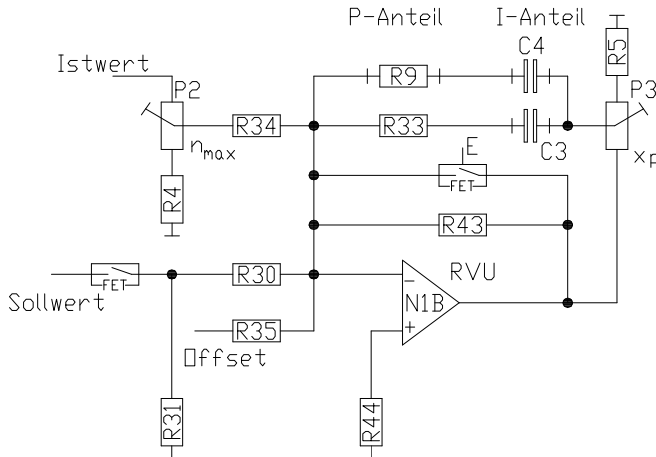 P-Anteil I-Anteil
C4
R5
Istwert
R9
P2
P3
R34
R33
n max
C3
x p
E
R4
FET
R43
RVU
FET
R30
N1B
Sollwert
R35
Offset
R31
R44